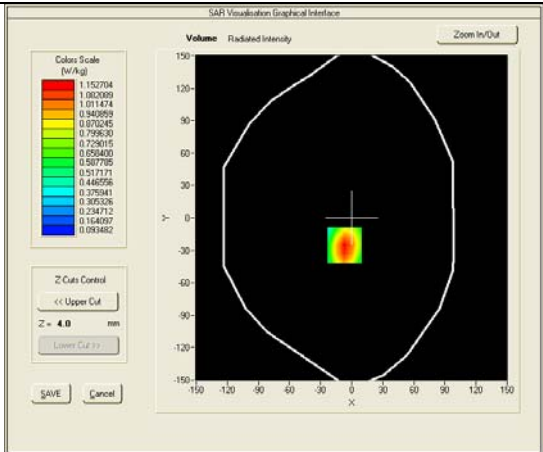 SAR Visualisation Graphical Interface
Volume Radiated Intensity
Zoom In/Out
Colors Scale
(W/kg)
1.152704
1.082089
1.011474
0.940859
0.870245
0.799630
0.729015
0.658400
0.587785
0.517171
0.446556
0.375941
0.305326
0.234712
0.164097
0.093482
Z Cuts Control
<< Upper Cut
Z = 4.0 mm
Lower Cut >>
SAVE
Cancel
150
120
90
60
30
0
-30
-60
-90
-120
-150
Y
-150 -120 -90 -60 -30 0 30 60 90 120 150
X